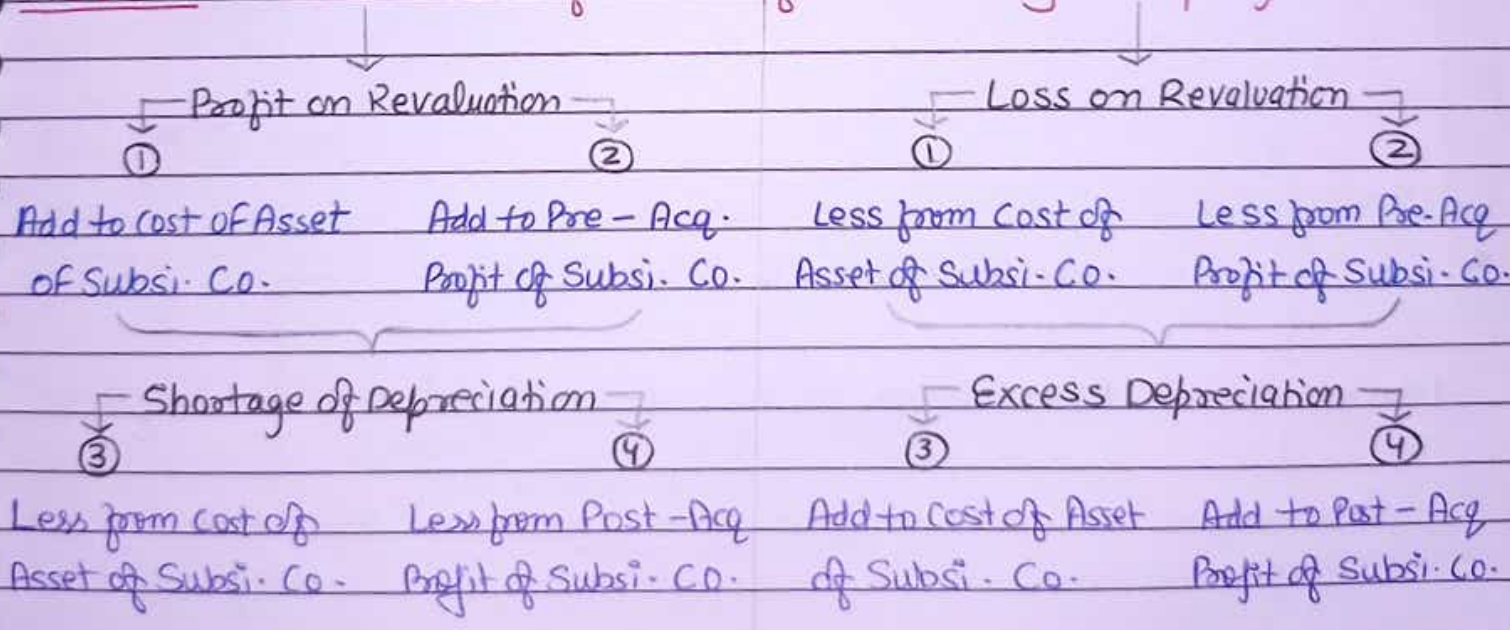 Profit on Revaluation
Loss on Revaluation
① ②
① ②
Add to cost of Asset
of Subsi. Co.
Add to Pre - Acq.
Profit of Subsi. Co.
Less from Cost of
Asset of Subsi. Co.
Less from Pre-Acq
Profit of Subsi. Co.
Shortage of Depreciation
Excess Depreciation
③ ④
③ ④
Less from cost of
Asset of Subsi. Co.
Less from Post - Acq
Profit of Subsi. Co.
Add to Cost of Asset
of Subsi. Co.
Add to Post - Acq
Profit of Subsi. Co.